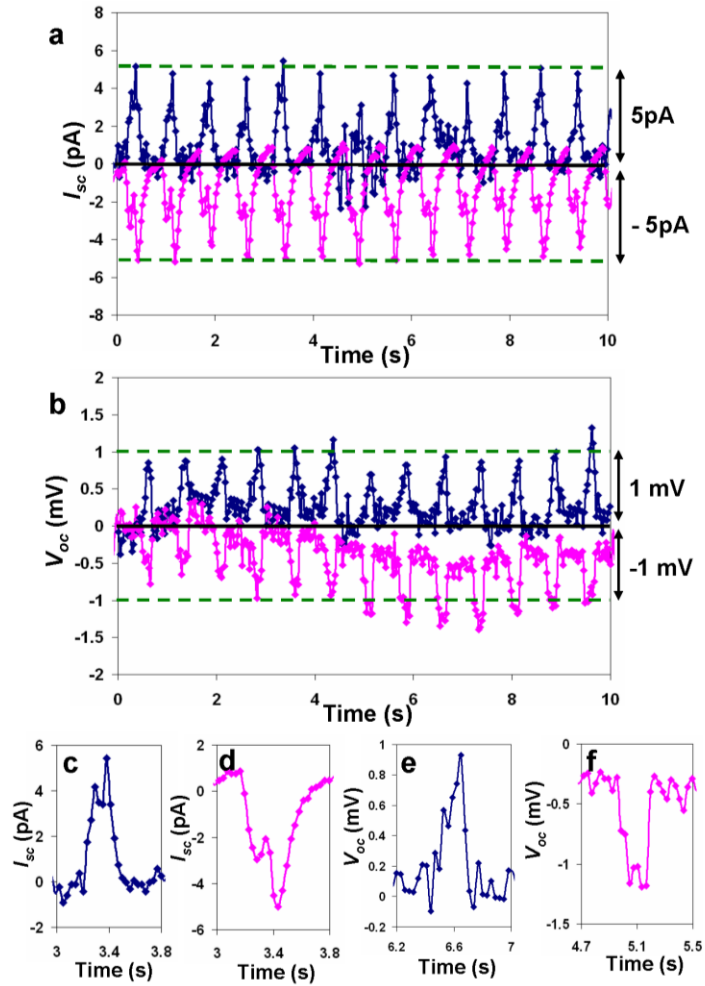 a
8
6
4
2
0
-2
-4
-6
-8
Isc (pA)
5pA
- 5pA
0 2 4 6 8 10
Time (s)
b
2
1.5
1
0.5
0
-0.5
-1
-1.5
-2
Voc (mV)
1 mV
-1 mV
0 2 4 6 8 10
Time (s)
c
6
4
2
0
-2
Isc (pA)
3 3.4 3.8
Time (s)
d
2
0
-2
-4
-6
Isc (pA)
3 3.4 3.8
Time (s)
e
1
0.8
0.6
0.4
0.2
0
-0.2
Voc (mV)
6.2 6.6 7
Time (s)
f
0
-0.5
-1
-1.5
Voc (mV)
4.7 5.1 5.5
Time (s)